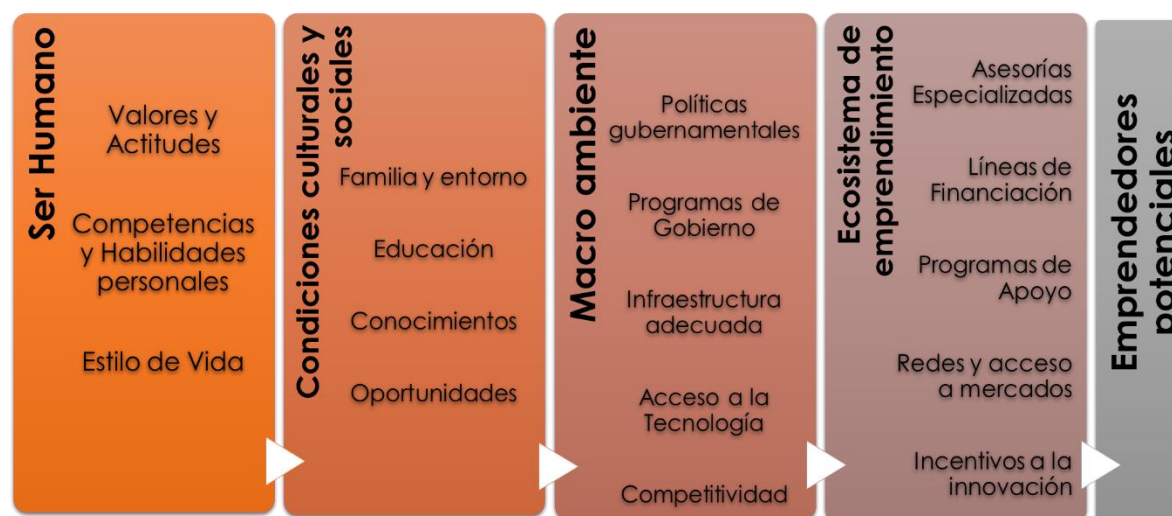 Ser Humano
Valores y
Actitudes
Competencias
y Habilidades
personales
Estilo de Vida
Condiciones culturales y
sociales
Familia y entorno
Educación
Conocimientos
Oportunidades
Macro ambiente
Políticas
gubernamentales
Programas de
Gobierno
Infraestructura
adecuada
Acceso a la
Tecnología
Competitividad
Ecosistema de
emprendimiento
Asesorías
Especializadas
Líneas de
Financiación
Programas de
Apoyo
Redes y acceso
a mercados
Incentivos a la
innovación
Emprendedores
potenciales